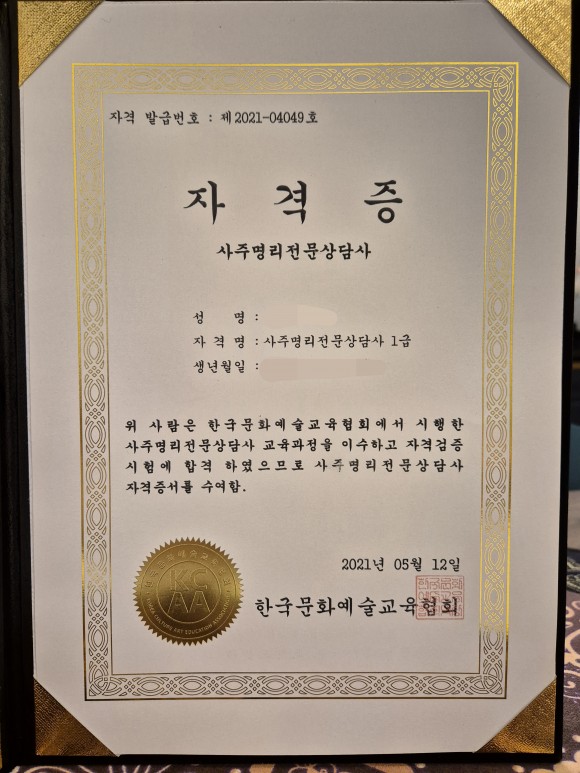 자격 발급번호 : 제2021-04049호
자 격 증
사주명리전문상담사
성 명 :
자 격 명 : 사주명리전문상담사 1급
생년월일 :
위 사람은 한국문화예술교육협회에서 시행한
사주명리전문상담사 교육과정을 이수하고 자격검증
시험에 합격 하였으므로 사주명리전문상담사
자격증서를 수여함.
2021년 05월 12일
한국문화예술교육협회
KC
AA
CULTURE ART EDUCATION